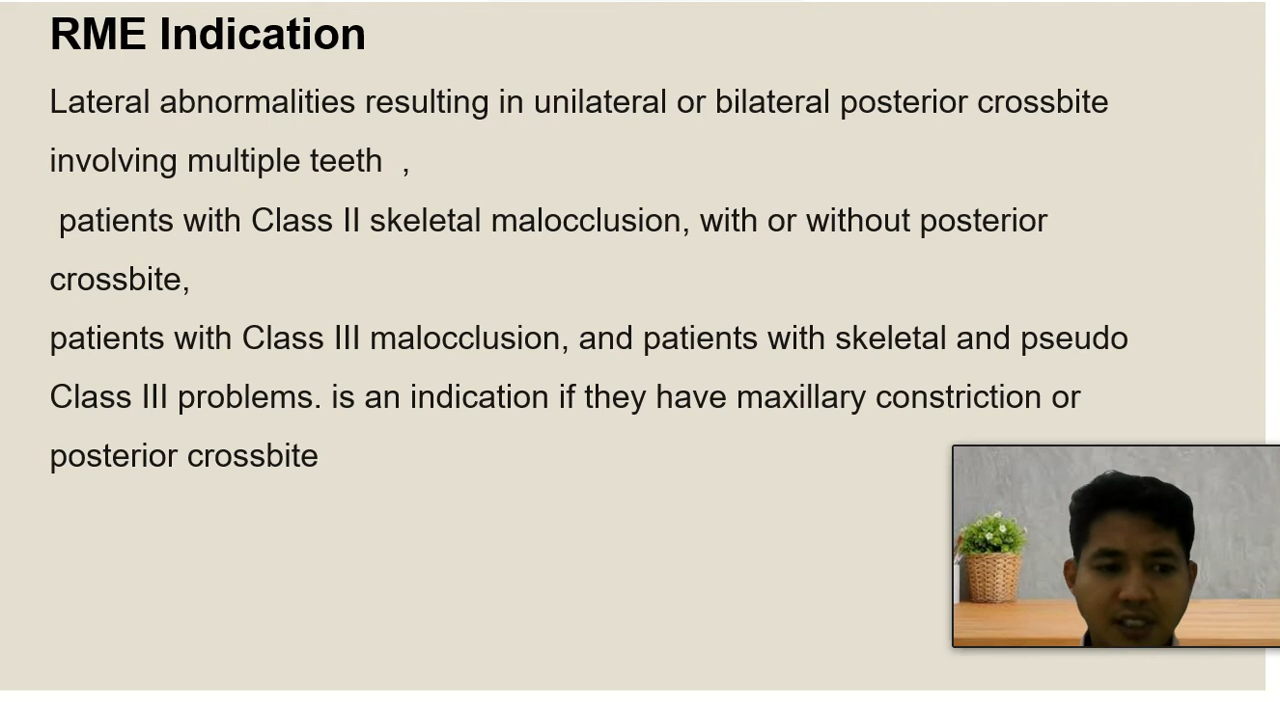 RME Indication
Lateral abnormalities resulting in unilateral or bilateral posterior crossbite
involving multiple teeth  ,
patients with Class II skeletal malocclusion, with or without posterior
crossbite,
patients with Class III malocclusion, and patients with skeletal and pseudo
Class III problems. is an indication if they have maxillary constriction or
posterior crossbite